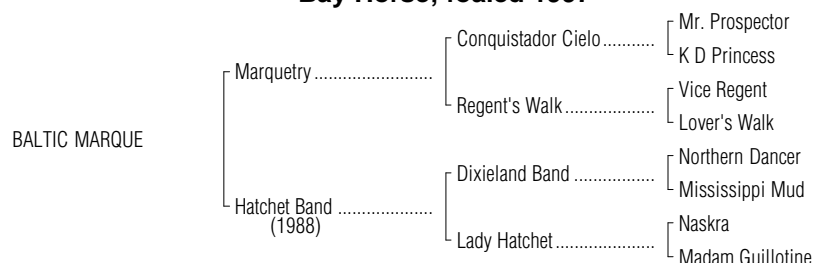 Bay Horse; foaled
Mr. Prospector
Conquistador Cielo...........
K D Princess
Marquetry .........................
Vice Regent
Regent's Walk ...................
Lover's Walk
BALTIC MARQUE
Northern Dancer
Dixieland Band .................
Mississippi Mud
Hatchet Band ....................
(1988)
Naskra
Lady Hatchet.....................
Madam Guillotine